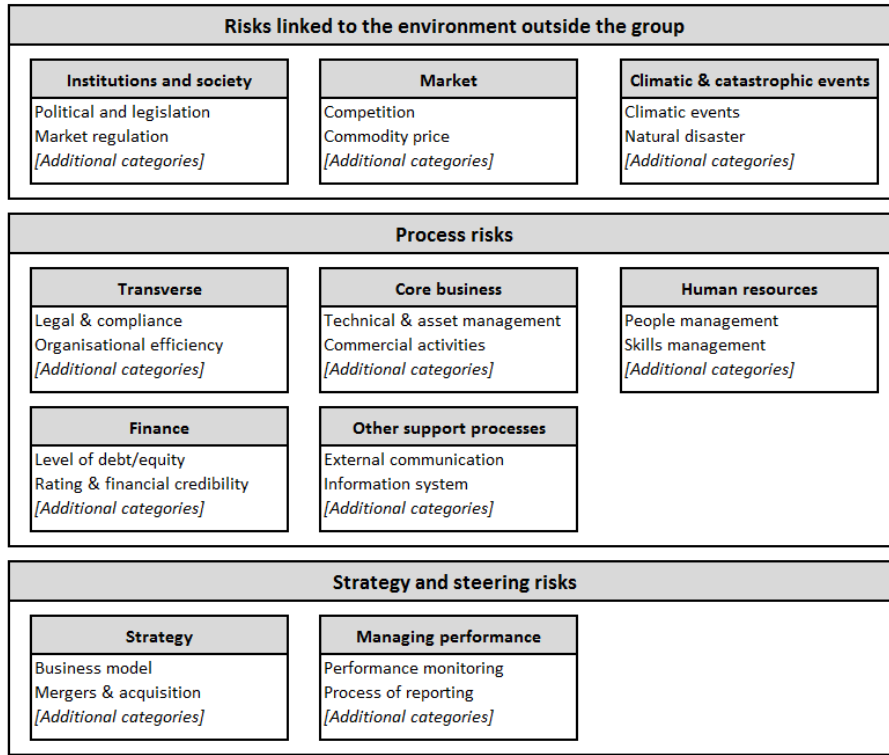 Risks linked to the environment outside the group
Institutions and society
Political and legislation
Market regulation
[Additional categories]
Market
Competition
Commodity price
[Additional categories]
Climatic & catastrophic events
Climatic events
Natural disaster
[Additional categories]
Process risks
Transverse
Legal & compliance
Organisational efficiency
[Additional categories]
Core business
Technical & asset management
Commercial activities
[Additional categories]
Human resources
People management
Skills management
[Additional categories]
Finance
Level of debt/equity
Rating & financial credibility
[Additional categories]
Other support processes
External communication
Information system
[Additional categories]
Strategy and steering risks
Strategy
Business model
Mergers & acquisition
[Additional categories]
Managing performance
Performance monitoring
Process of reporting
[Additional categories]